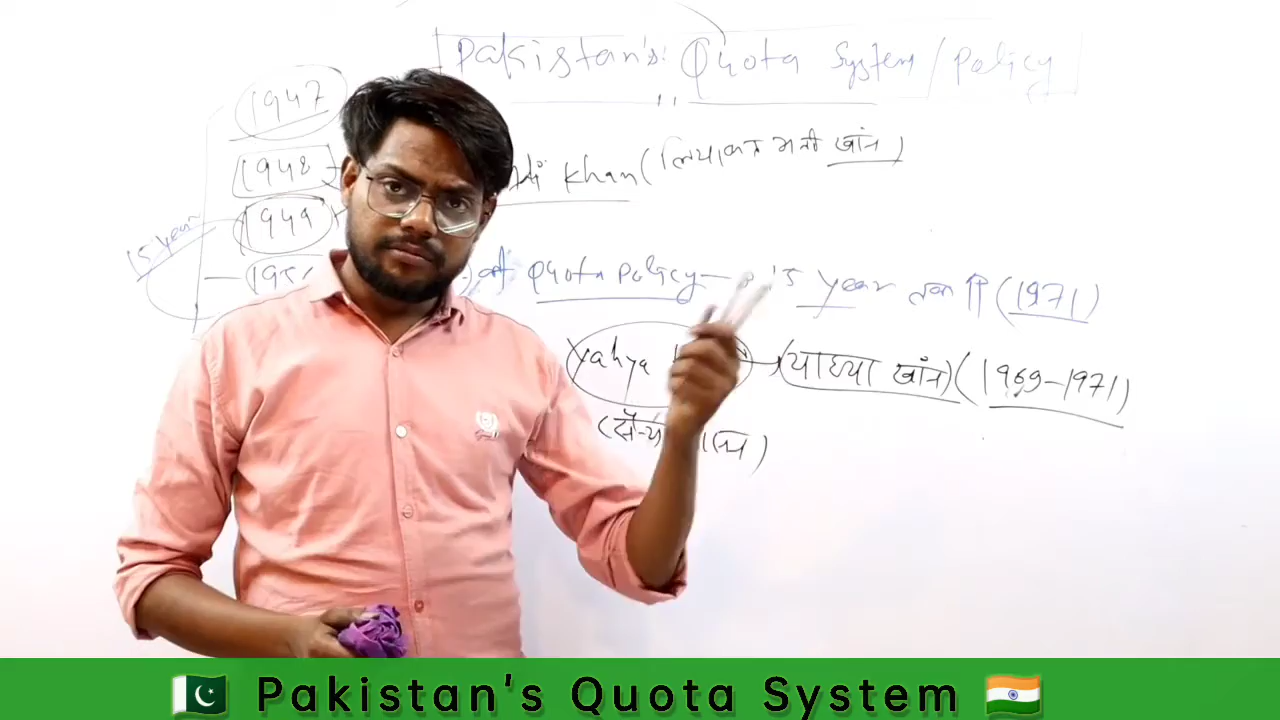 Pakistan's Quota System / Policy
1947
1948 Khan (लियाकत अली खान)
1949
15 year
की Quota Policy → 15 year तक थी (1971)
Yahya → (याह्या खान) (1969-1971)
Pakistan's Quota System